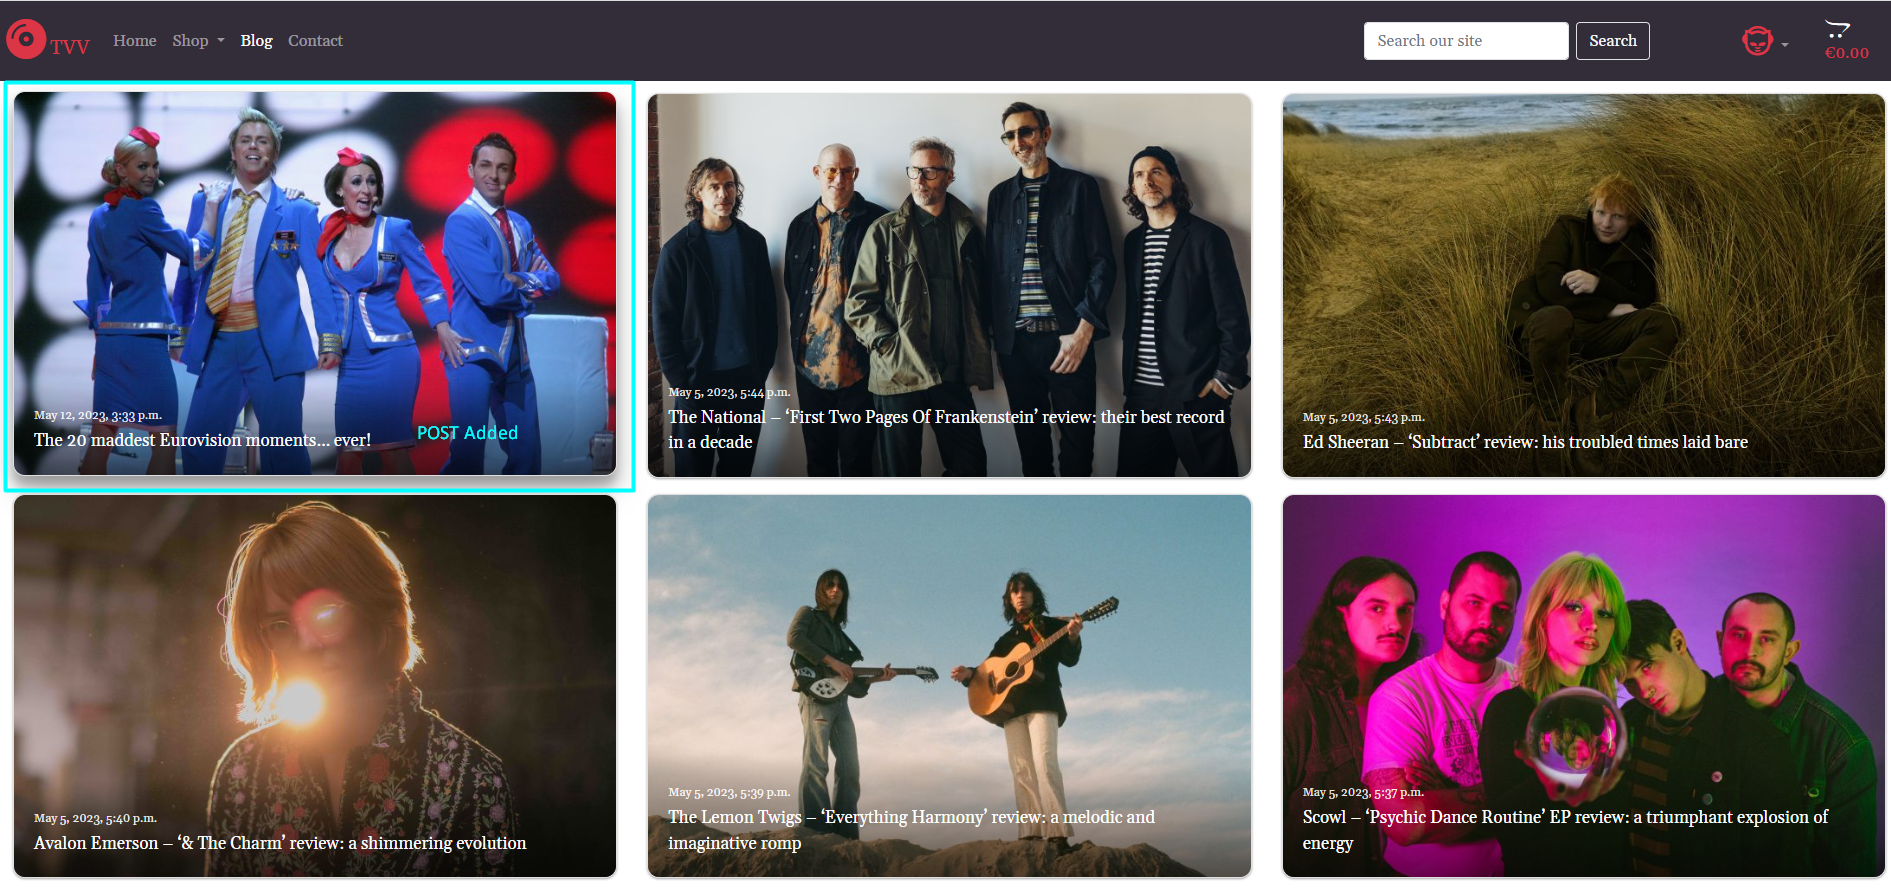 TVV
Home
Shop
Blog
Contact
Search our site
Search
€0.00
May 12, 2023, 3:33 p.m.
The 20 maddest Eurovision moments… ever!
POST Added
May 5, 2023, 5:44 p.m.
The National – ‘First Two Pages Of Frankenstein’ review: their best record
in a decade
May 5, 2023, 5:43 p.m.
Ed Sheeran – ‘Subtract’ review: his troubled times laid bare
May 5, 2023, 5:40 p.m.
Avalon Emerson – ‘& The Charm’ review: a shimmering evolution
May 5, 2023, 5:39 p.m.
The Lemon Twigs – ‘Everything Harmony’ review: a melodic and
imaginative romp
May 5, 2023, 5:37 p.m.
Scowl – ‘Psychic Dance Routine’ EP review: a triumphant explosion of
energy